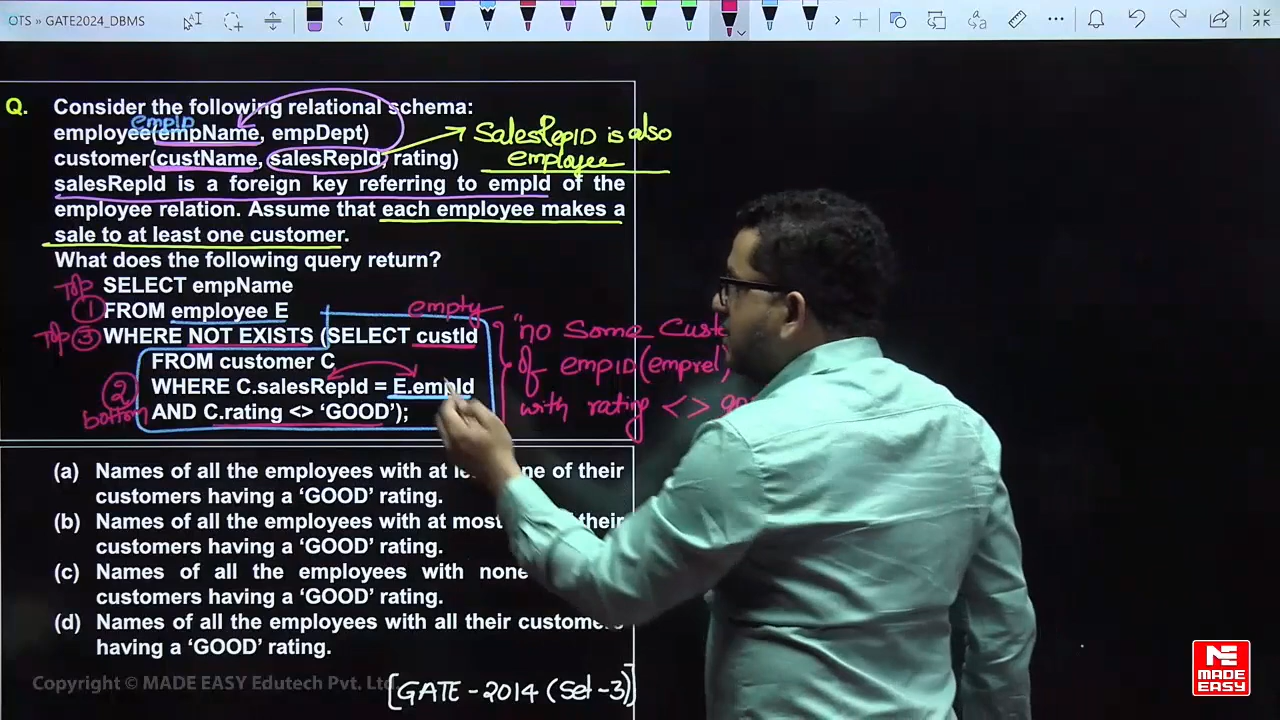 OTS » GATE2024_DBMS
Q. Consider the following relational schema:
empID
employee(empName, empDept)
customer(custName, salesRepId, rating)
SalesRepID is also
employee
salesRepId is a foreign key referring to empId of the
employee relation. Assume that each employee makes a
sale to at least one customer.
What does the following query return?
Top SELECT empName
① FROM employee E
empty
Top ③ WHERE NOT EXISTS (SELECT custId
FROM customer C
② WHERE C.salesRepId = E.empId
bottom AND C.rating <> 'GOOD');
"no Some
of empID(emprel)
with rating <>
(a) Names of all the employees with at of their
customers having a 'GOOD' rating.
(b) Names of all the employees with at most their
customers having a 'GOOD' rating.
(c) Names of all the employees with none
customers having a 'GOOD' rating.
(d) Names of all the employees with all their
having a 'GOOD' rating.
[GATE-2014 (Set-3)]
Copyright © MADE EASY Edutech Pvt. Ltd
ME
MADE
EASY